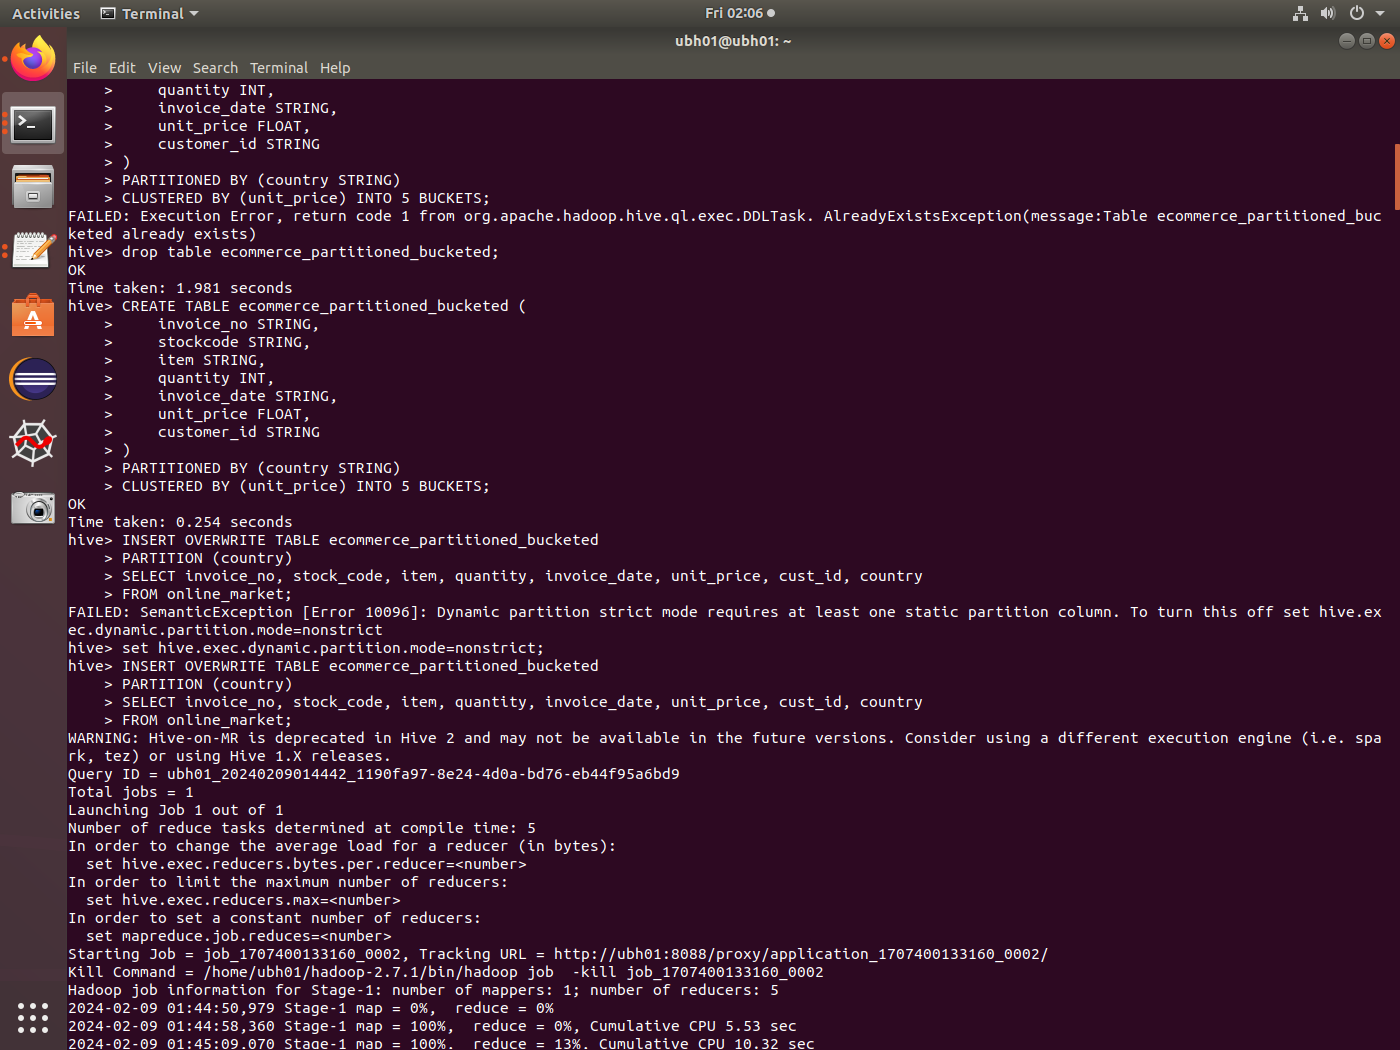 Activities Terminal Fri 02:06
ubh01@ubh01: ~
File Edit View Search Terminal Help
    >     quantity INT,
    >     invoice_date STRING,
    >     unit_price FLOAT,
    >     customer_id STRING
    > )
    > PARTITIONED BY (country STRING)
    > CLUSTERED BY (unit_price) INTO 5 BUCKETS;
FAILED: Execution Error, return code 1 from org.apache.hadoop.hive.ql.exec.DDLTask. AlreadyExistsException(message:Table ecommerce_partitioned_buc
keted already exists)
hive> drop table ecommerce_partitioned_bucketed;
OK
Time taken: 1.981 seconds
hive> CREATE TABLE ecommerce_partitioned_bucketed (
    >     invoice_no STRING,
    >     stockcode STRING,
    >     item STRING,
    >     quantity INT,
    >     invoice_date STRING,
    >     unit_price FLOAT,
    >     customer_id STRING
    > )
    > PARTITIONED BY (country STRING)
    > CLUSTERED BY (unit_price) INTO 5 BUCKETS;
OK
Time taken: 0.254 seconds
hive> INSERT OVERWRITE TABLE ecommerce_partitioned_bucketed
    > PARTITION (country)
    > SELECT invoice_no, stock_code, item, quantity, invoice_date, unit_price, cust_id, country
    > FROM online_market;
FAILED: SemanticException [Error 10096]: Dynamic partition strict mode requires at least one static partition column. To turn this off set hive.ex
ec.dynamic.partition.mode=nonstrict
hive> set hive.exec.dynamic.partition.mode=nonstrict;
hive> INSERT OVERWRITE TABLE ecommerce_partitioned_bucketed
    > PARTITION (country)
    > SELECT invoice_no, stock_code, item, quantity, invoice_date, unit_price, cust_id, country
    > FROM online_market;
WARNING: Hive-on-MR is deprecated in Hive 2 and may not be available in the future versions. Consider using a different execution engine (i.e. spa
rk, tez) or using Hive 1.X releases.
Query ID = ubh01_20240209014442_1190fa97-8e24-4d0a-bd76-eb44f95a6bd9
Total jobs = 1
Launching Job 1 out of 1
Number of reduce tasks determined at compile time: 5
In order to change the average load for a reducer (in bytes):
  set hive.exec.reducers.bytes.per.reducer=<number>
In order to limit the maximum number of reducers:
  set hive.exec.reducers.max=<number>
In order to set a constant number of reducers:
  set mapreduce.job.reduces=<number>
Starting Job = job_1707400133160_0002, Tracking URL = http://ubh01:8088/proxy/application_1707400133160_0002/
Kill Command = /home/ubh01/hadoop-2.7.1/bin/hadoop job  -kill job_1707400133160_0002
Hadoop job information for Stage-1: number of mappers: 1; number of reducers: 5
2024-02-09 01:44:50,979 Stage-1 map = 0%,  reduce = 0%
2024-02-09 01:44:58,360 Stage-1 map = 100%,  reduce = 0%, Cumulative CPU 5.53 sec
2024-02-09 01:45:09,070 Stage-1 map = 100%,  reduce = 13%, Cumulative CPU 10.32 sec